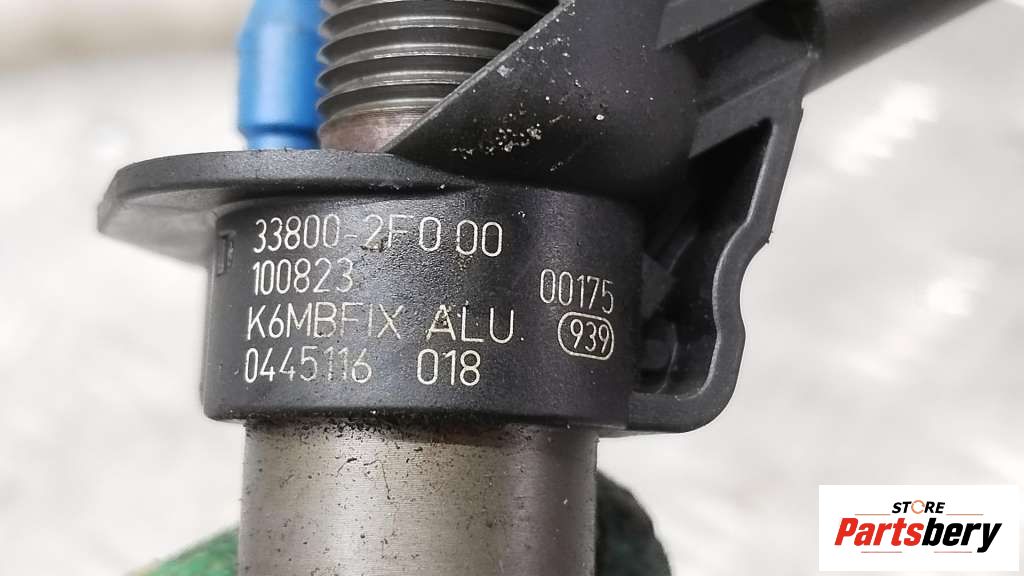 33800-2F000
100823
00175
K6MBFIX ALU.
939
0445116 018
STORE
Partsbery